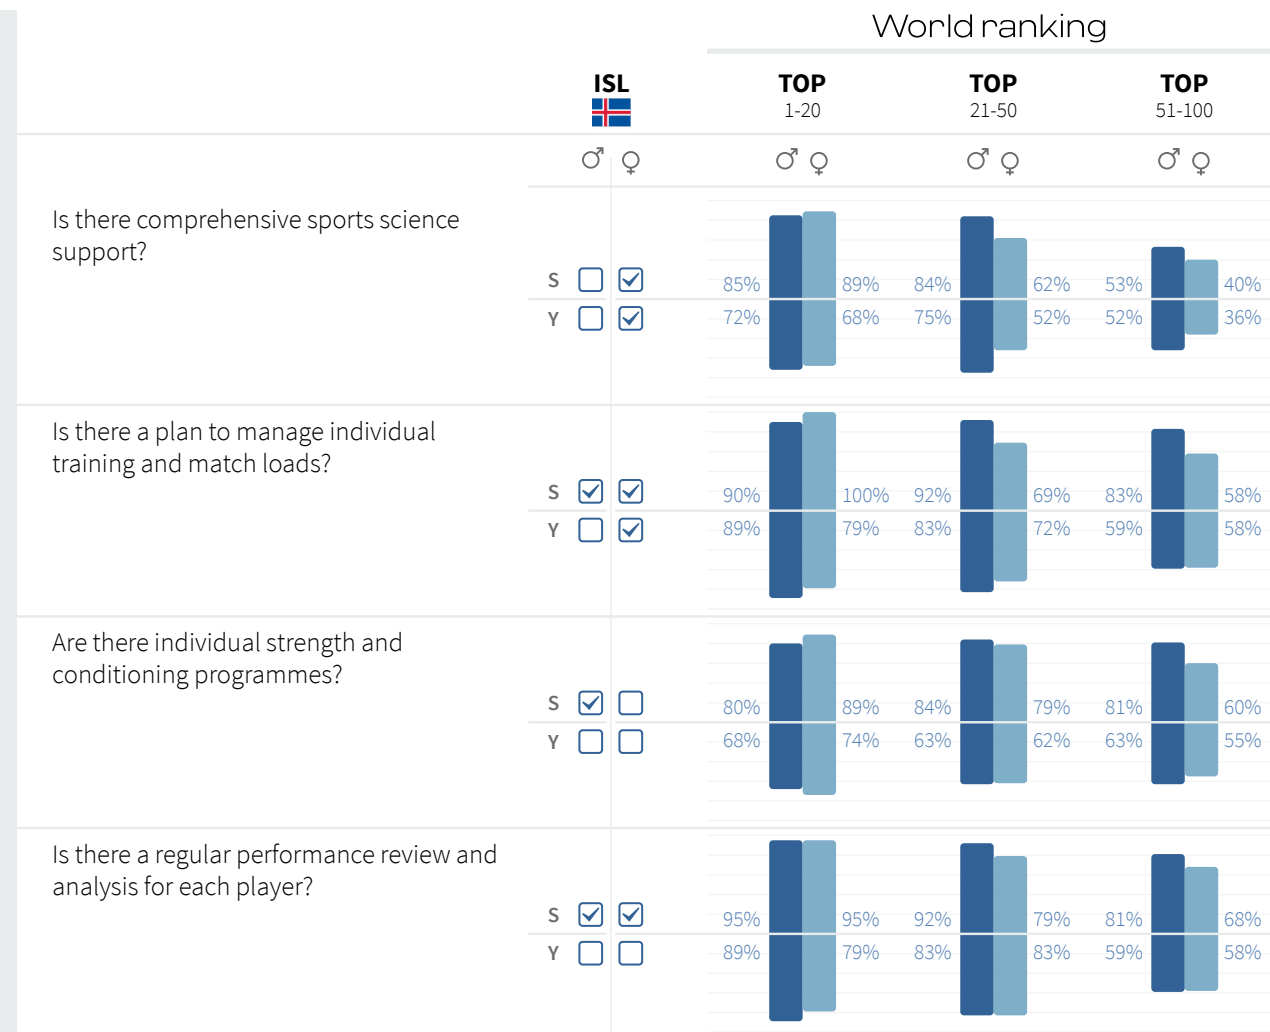 World ranking
ISL TOP TOP TOP
1-20 21-50 51-100
♂ ♀ ♂ ♀ ♂ ♀ ♂ ♀
Is there comprehensive sports science
support?
S 85% 89% 84% 62% 53% 40%
Y 72% 68% 75% 52% 52% 36%
Is there a plan to manage individual
training and match loads?
S 90% 100% 92% 69% 83% 58%
Y 89% 79% 83% 72% 59% 58%
Are there individual strength and
conditioning programmes?
S 80% 89% 84% 79% 81% 60%
Y 68% 74% 63% 62% 63% 55%
Is there a regular performance review and
analysis for each player?
S 95% 95% 92% 79% 81% 68%
Y 89% 79% 83% 83% 59% 58%